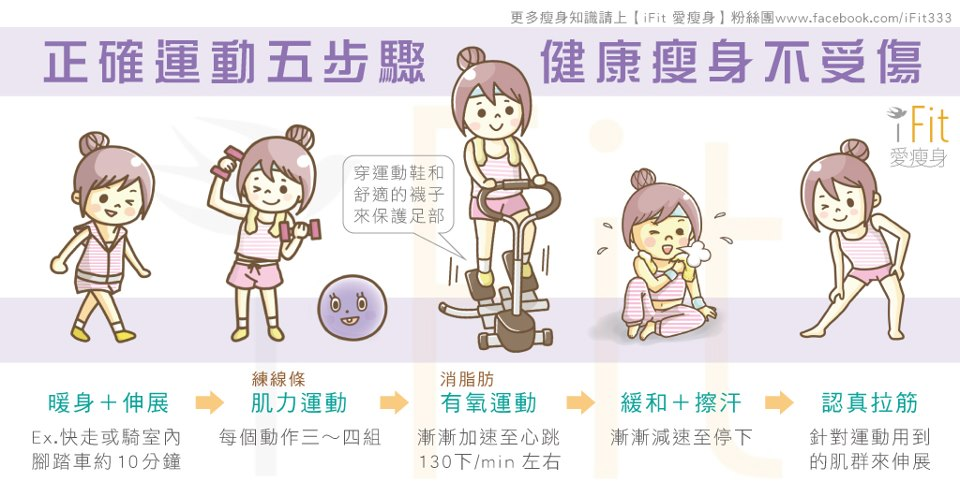 更多瘦身知識請上【iFit 愛瘦身】粉絲團www.facebook.com/iFit333
正確運動五步驟 健康瘦身不受傷
iFit
愛瘦身
穿運動鞋和
舒適的襪子
來保護足部
暖身＋伸展
Ex.快走或騎室內
腳踏車約10分鐘
練線條
肌力運動
每個動作三～四組
消脂肪
有氧運動
漸漸加速至心跳
130下/min 左右
緩和＋擦汗
漸漸減速至停下
認真拉筋
針對運動用到
的肌群來伸展